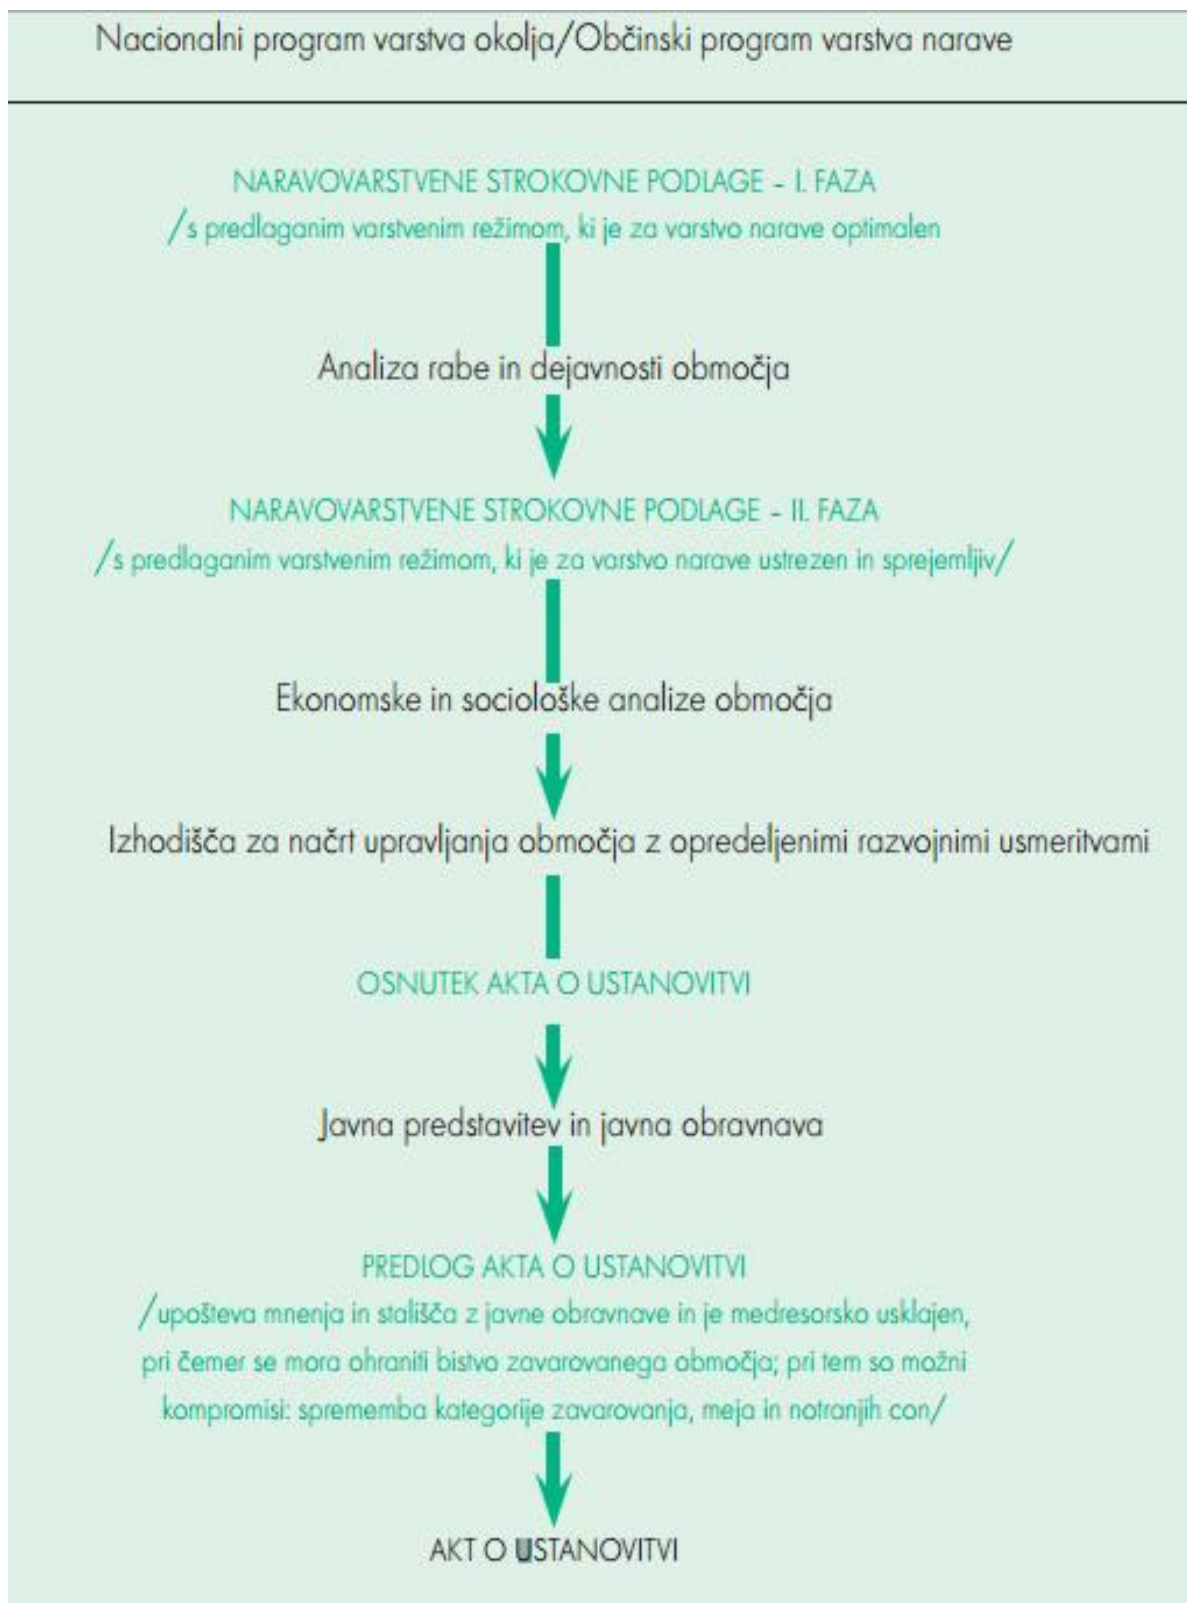 Nacionalni program varstva okolja/Občinski program varstva narave
NARAVOVARSTVENE STROKOVNE PODLAGE – I. FAZA
/s predlaganim varstvenim režimom, ki je za varstvo narave optimalen
Analiza rabe in dejavnosti območja
NARAVOVARSTVENE STROKOVNE PODLAGE – II. FAZA
/s predlaganim varstvenim režimom, ki je za varstvo narave ustrezen in sprejemljiv/
Ekonomske in sociološke analize območja
Izhodišča za načrt upravljanja območja z opredeljenimi razvojnimi usmeritvami
OSNUTEK AKTA O USTANOVITVI
Javna predstavitev in javna obravnava
PREDLOG AKTA O USTANOVITVI
/upošteva mnenja in stališča z javne obravnave in je medresorsko usklajen,
pri čemer se mora ohraniti bistvo zavarovanega območja; pri tem so možni
kompromisi: sprememba kategorije zavarovanja, meja in notranjih con/
AKT O USTANOVITVI